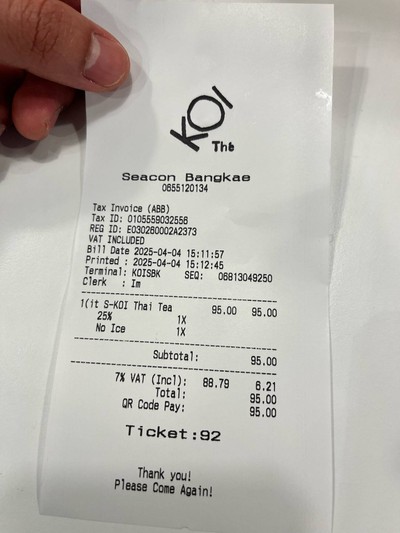 KOI
Thé
Seacon Bangkae
0655120134
Tax Invoice (ABB)
Tax ID: 0105559032556
REG ID: E030260002A2373
VAT INCLUDED
Bill Date 2025-04-04 15:11:57
Printed : 2025-04-04 15:12:45
Terminal: KOISBK SEQ: 06813049250
Clerk : Im
1(it S-KOI Thai Tea 95.00 95.00
25% 1X
No Ice 1X
Subtotal: 95.00
7% VAT (Incl): 88.79 6.21
Total: 95.00
QR Code Pay: 95.00
Ticket:92
Thank you!
Please Come Again!